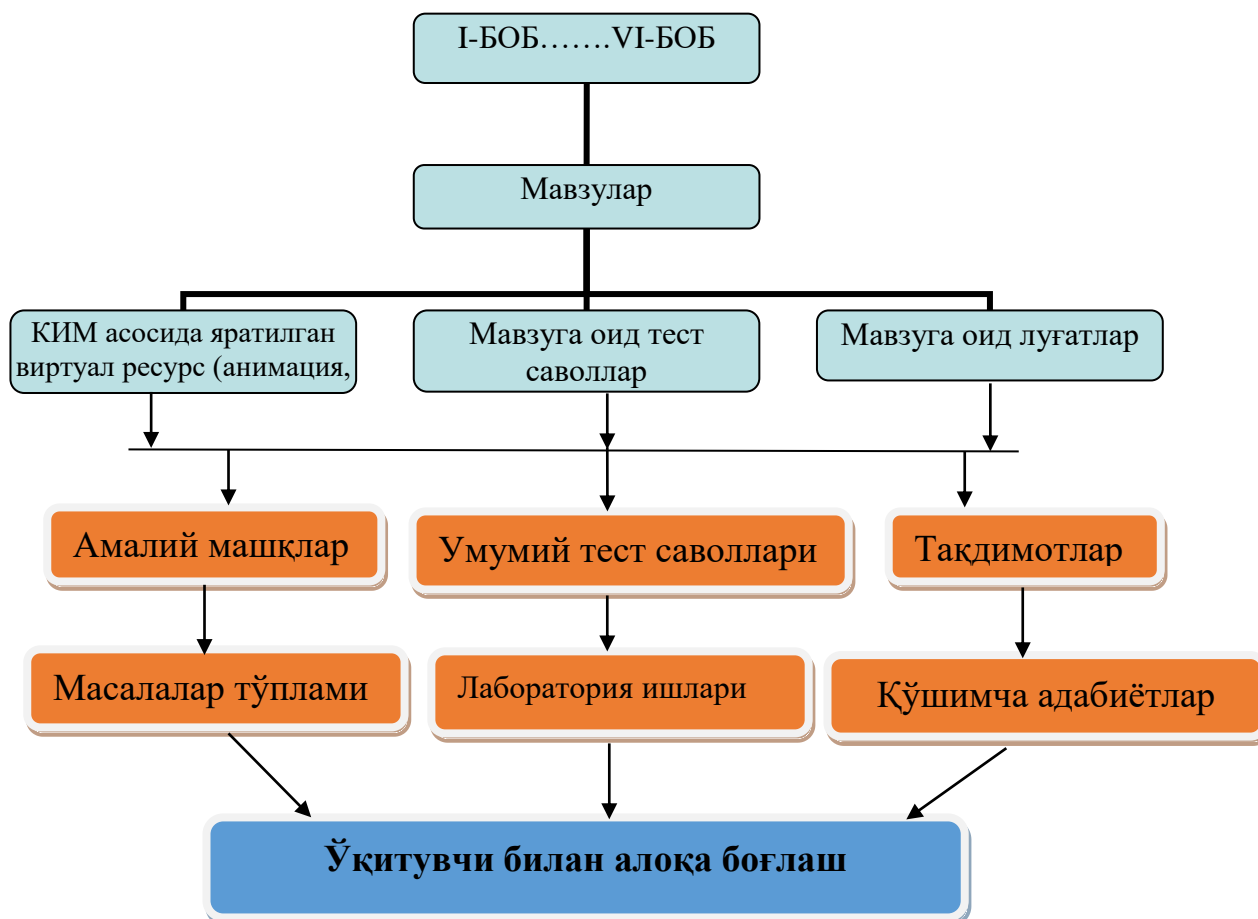 I-БОБ…….VI-БОБ
Мавзулар
КИМ асосида яратилган
виртуал ресурс (анимация,
Мавзуга оид тест
саволлар
Мавзуга оид луғатлар
Амалий машқлар
Умумий тест саволлари
Тақдимотлар
Масалалар тўплами
Лаборатория ишлари
Қўшимча адабиётлар
Ўқитувчи билан алоқа боғлаш